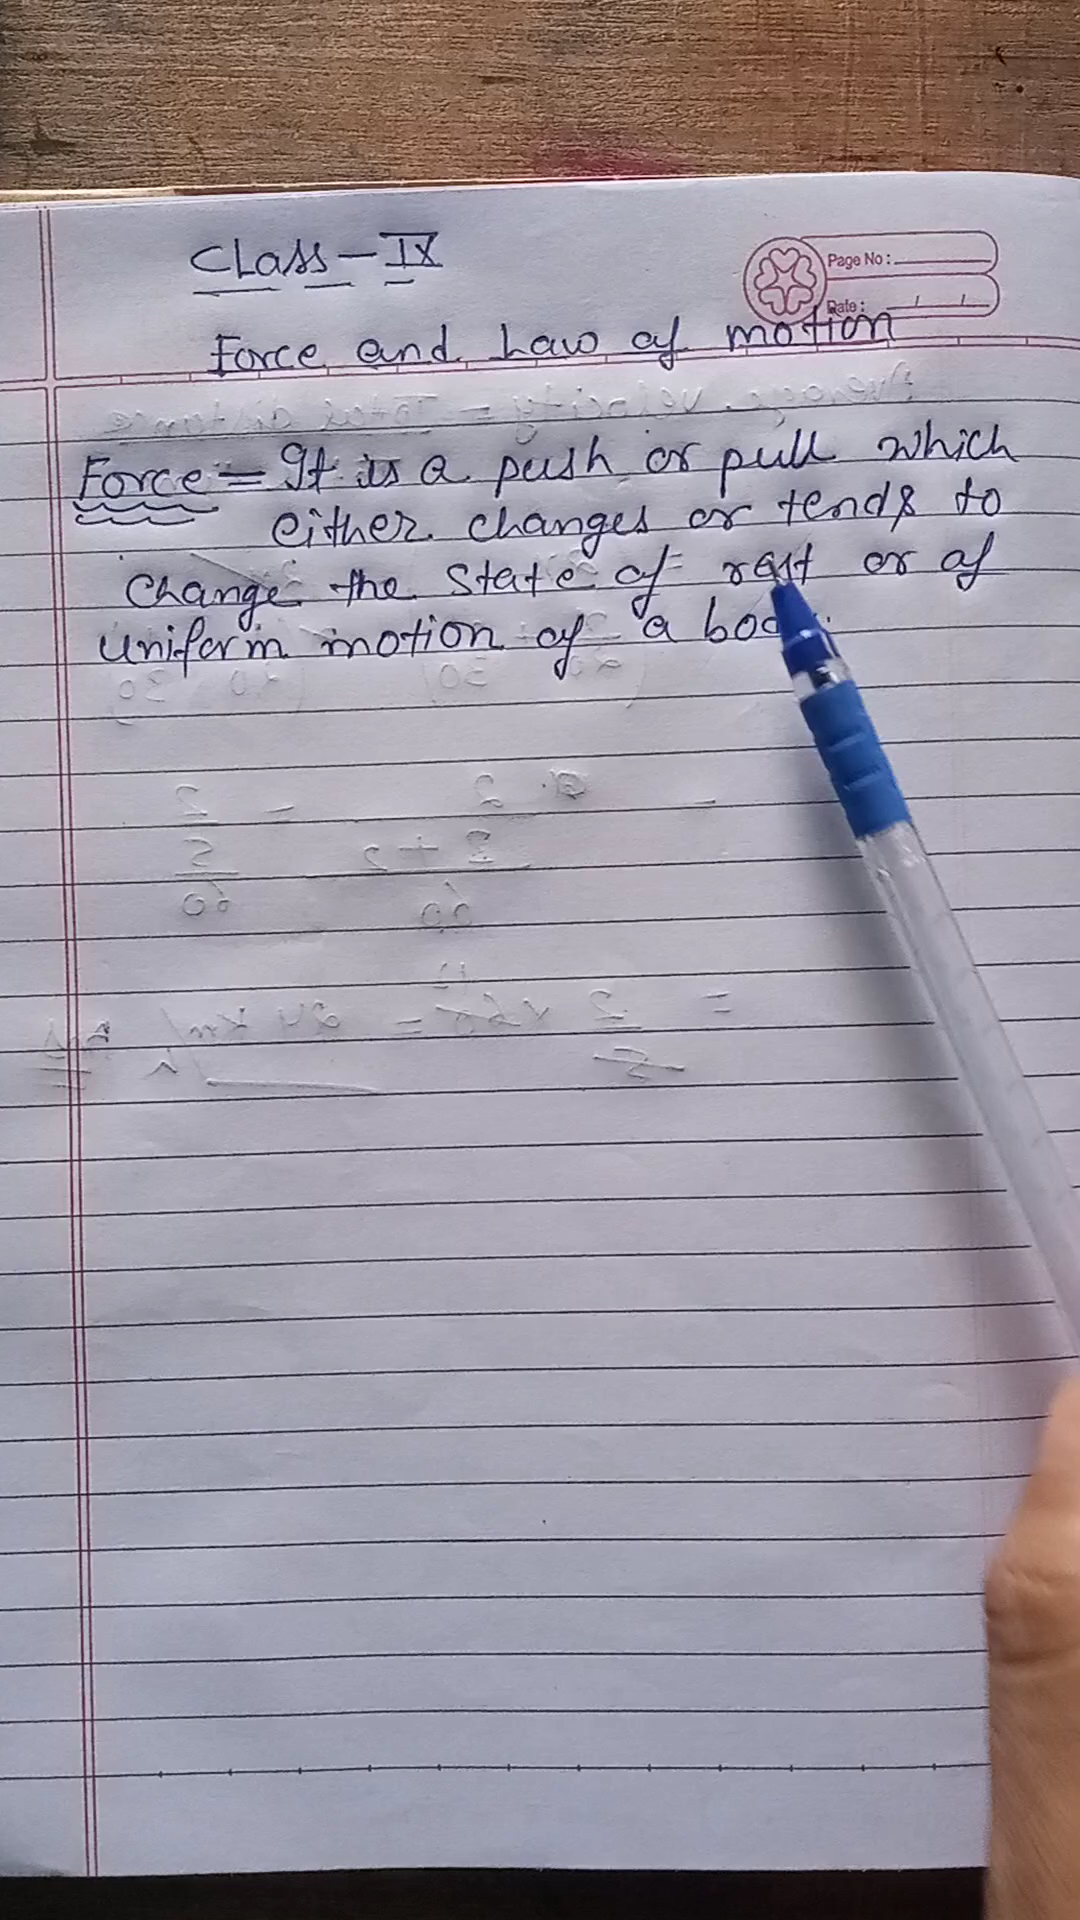 Class - IX
Page No :
Date :
Force and Law of motion
Force = It is a push or pull which
either changes or tends to
change the state of rest or of
uniform motion of a